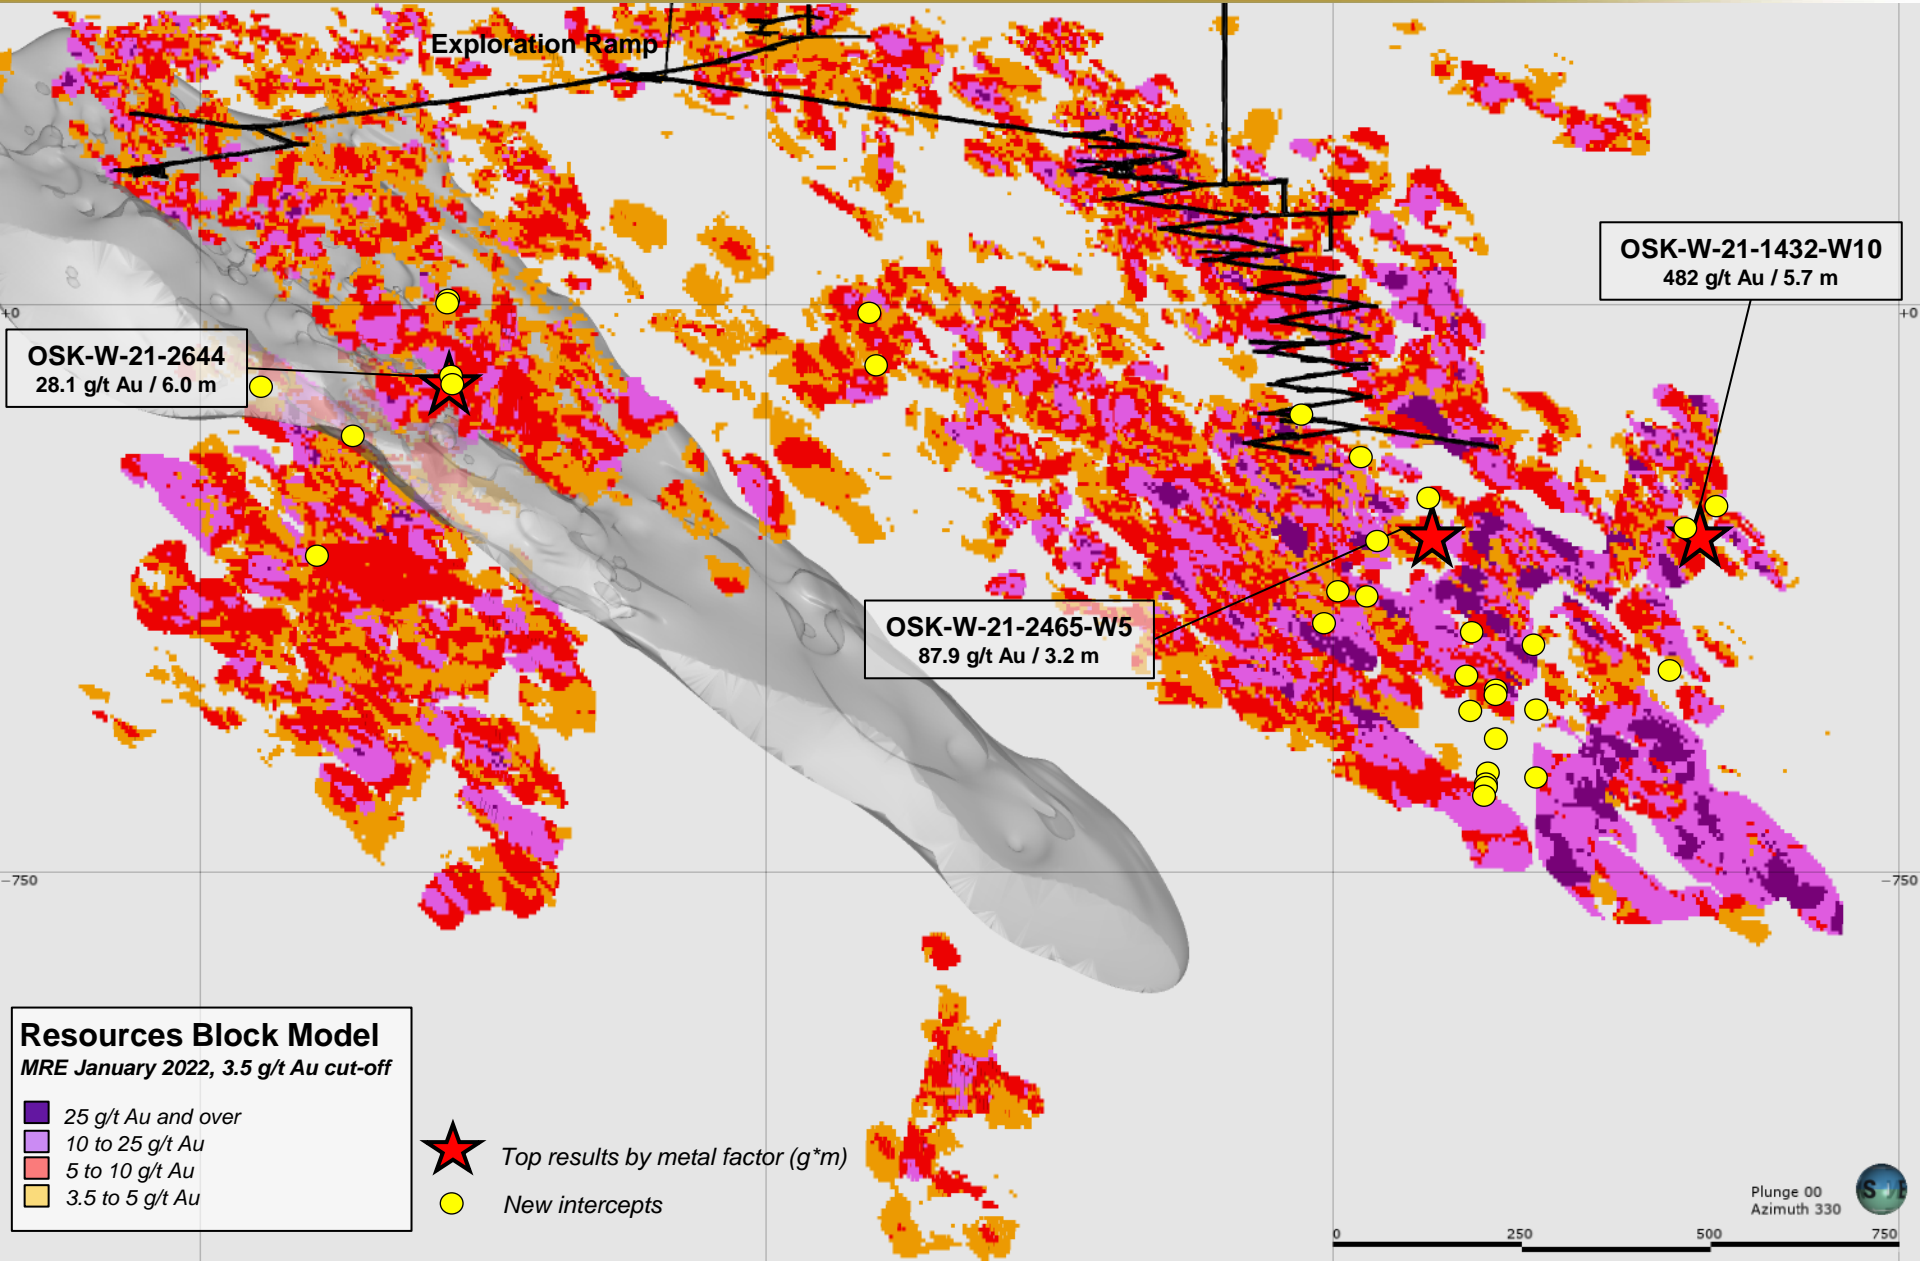 Exploration Ramp
OSK-W-21-1432-W10
482 g/t Au / 5.7 m
+0
+0
OSK-W-21-2644
28.1 g/t Au / 6.0 m
OSK-W-21-2465-W5
87.9 g/t Au / 3.2 m
-750
-750
Resources Block Model
MRE January 2022, 3.5 g/t Au cut-off
25 g/t Au and over
10 to 25 g/t Au
5 to 10 g/t Au
3.5 to 5 g/t Au
Top results by metal factor (g*m)
New intercepts
Plunge 00
Azimuth 330
0 250 500 750